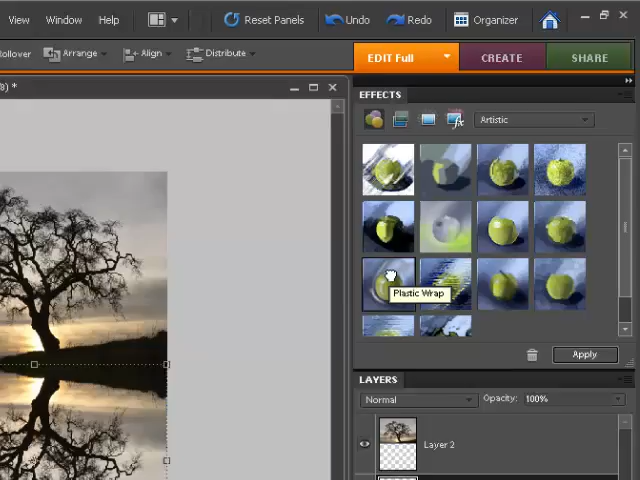 View Window Help Reset Panels Undo Redo Organizer
Rollover Arrange Align Distribute EDIT Full CREATE SHARE
) *
EFFECTS
Artistic
Plastic Wrap
Apply
LAYERS
Normal Opacity: 100%
Layer 2